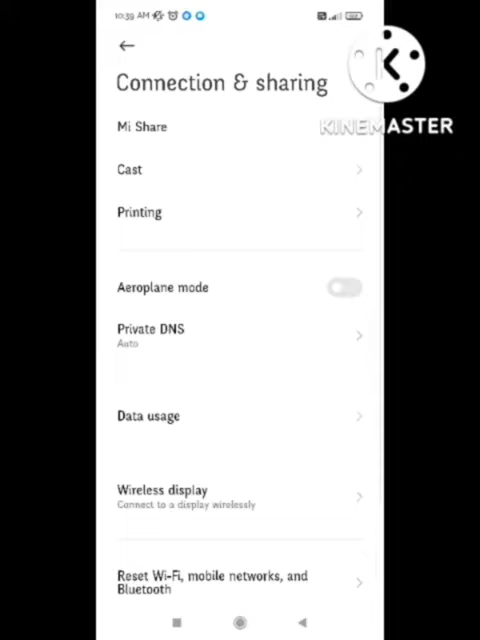 10:39 AM
Connection & sharing
KINEMASTER
Mi Share
Cast
Printing
Aeroplane mode
Private DNS
Auto
Data usage
Wireless display
Connect to a display wirelessly
Reset Wi-Fi, mobile networks, and
Bluetooth